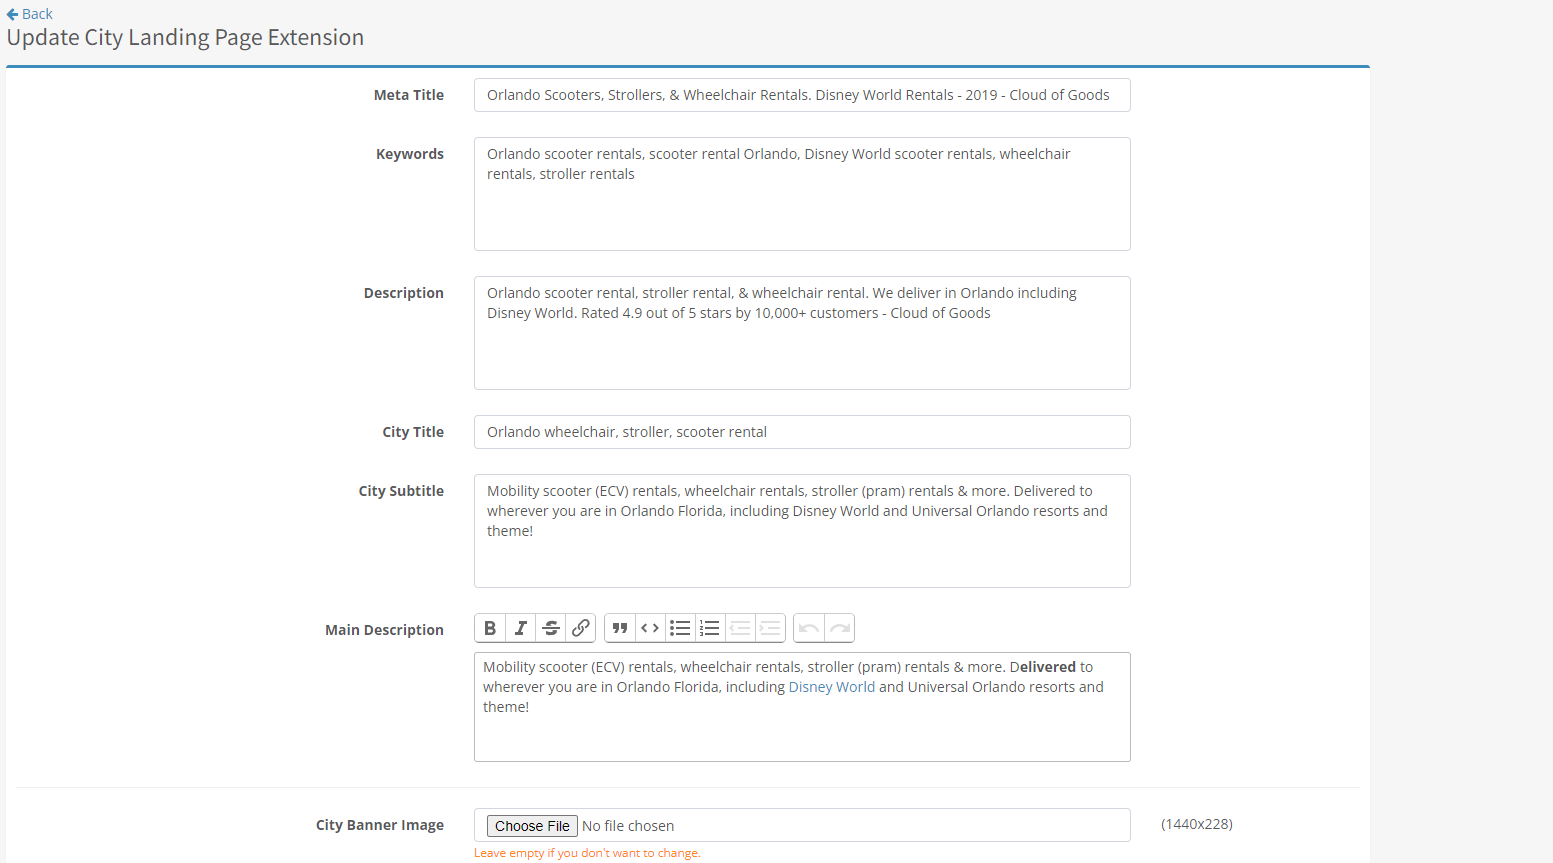 Back
Update City Landing Page Extension
Meta Title
Orlando Scooters, Strollers, & Wheelchair Rentals. Disney World Rentals - 2019 - Cloud of Goods
Keywords
Orlando scooter rentals, scooter rental Orlando, Disney World scooter rentals, wheelchair
rentals, stroller rentals
Description
Orlando scooter rental, stroller rental, & wheelchair rental. We deliver in Orlando including
Disney World. Rated 4.9 out of 5 stars by 10,000+ customers - Cloud of Goods
City Title
Orlando wheelchair, stroller, scooter rental
City Subtitle
Mobility scooter (ECV) rentals, wheelchair rentals, stroller (pram) rentals & more. Delivered to
wherever you are in Orlando Florida, including Disney World and Universal Orlando resorts and
theme!
Main Description
Mobility scooter (ECV) rentals, wheelchair rentals, stroller (pram) rentals & more. Delivered to
wherever you are in Orlando Florida, including Disney World and Universal Orlando resorts and
theme!
City Banner Image
Choose File No file chosen
(1440x228)
Leave empty if you don't want to change.